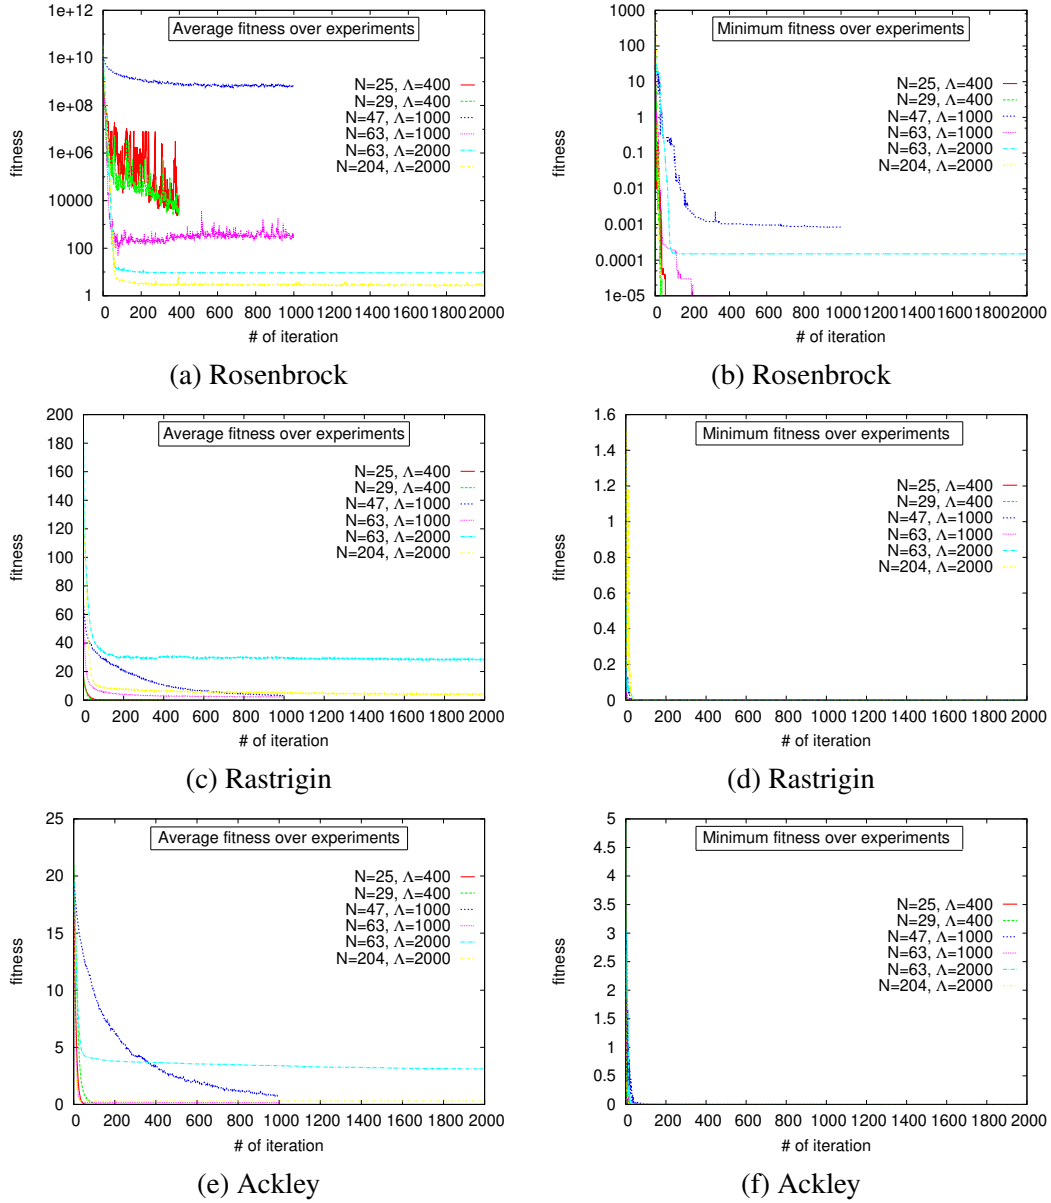 Average fitness over experiments
1e+12
1e+10
1e+08
1e+06
10000
100
1
fitness
N=25, Λ=400
N=29, Λ=400
N=47, Λ=1000
N=63, Λ=1000
N=63, Λ=2000
N=204, Λ=2000
0 200 400 600 800 1000 1200 1400 1600 1800 2000
# of iteration
(a) Rosenbrock
Minimum fitness over experiments
1000
100
10
1
0.1
0.01
0.001
0.0001
1e-05
fitness
N=25, Λ=400
N=29, Λ=400
N=47, Λ=1000
N=63, Λ=1000
N=63, Λ=2000
N=204, Λ=2000
0 200 400 600 800 1000 1200 1400 1600 1800 2000
# of iteration
(b) Rosenbrock
Average fitness over experiments
200
180
160
140
120
100
80
60
40
20
0
fitness
N=25, Λ=400
N=29, Λ=400
N=47, Λ=1000
N=63, Λ=1000
N=63, Λ=2000
N=204, Λ=2000
0 200 400 600 800 1000 1200 1400 1600 1800 2000
# of iteration
(c) Rastrigin
Minimum fitness over experiments
1.6
1.4
1.2
1
0.8
0.6
0.4
0.2
0
fitness
N=25, Λ=400
N=29, Λ=400
N=47, Λ=1000
N=63, Λ=1000
N=63, Λ=2000
N=204, Λ=2000
0 200 400 600 800 1000 1200 1400 1600 1800 2000
# of iteration
(d) Rastrigin
Average fitness over experiments
25
20
15
10
5
0
fitness
N=25, Λ=400
N=29, Λ=400
N=47, Λ=1000
N=63, Λ=1000
N=63, Λ=2000
N=204, Λ=2000
0 200 400 600 800 1000 1200 1400 1600 1800 2000
# of iteration
(e) Ackley
Minimum fitness over experiments
5
4.5
4
3.5
3
2.5
2
1.5
1
0.5
0
fitness
N=25, Λ=400
N=29, Λ=400
N=47, Λ=1000
N=63, Λ=1000
N=63, Λ=2000
N=204, Λ=2000
0 200 400 600 800 1000 1200 1400 1600 1800 2000
# of iteration
(f) Ackley